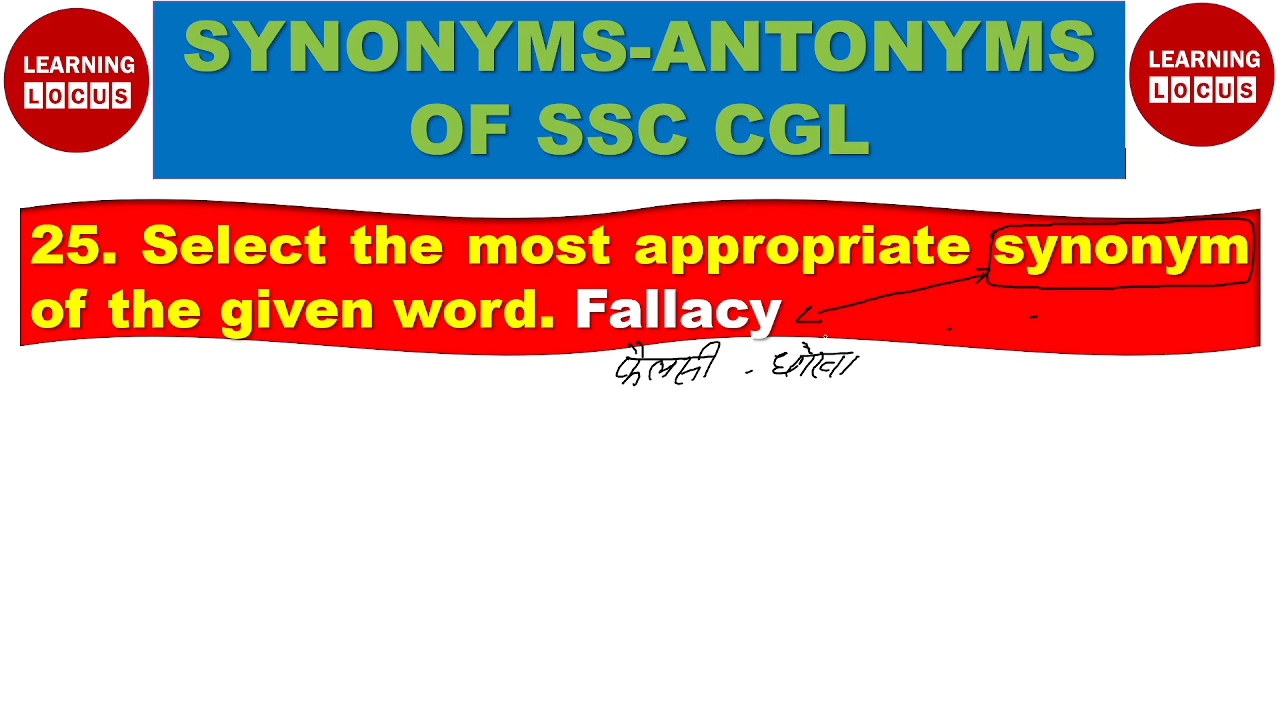 LEARNING
LOCUS
SYNONYMS-ANTONYMS
OF SSC CGL
LEARNING
LOCUS
25. Select the most appropriate synonym
of the given word. Fallacy
फैलसी - धोखा